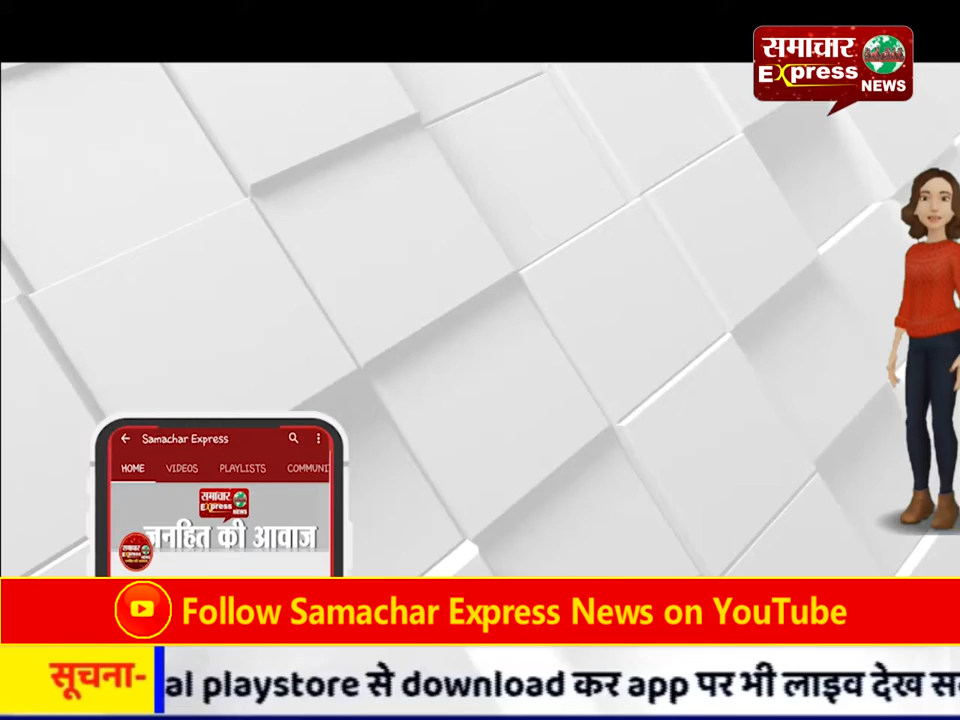 समाचार
Express
NEWS
Samachar Express
HOME VIDEOS PLAYLISTS COMMUNI
समाचार
Express
NEWS
जनहित की आवाज
Follow Samachar Express News on YouTube
सूचना- al playstore से download कर app पर भी लाइव देख